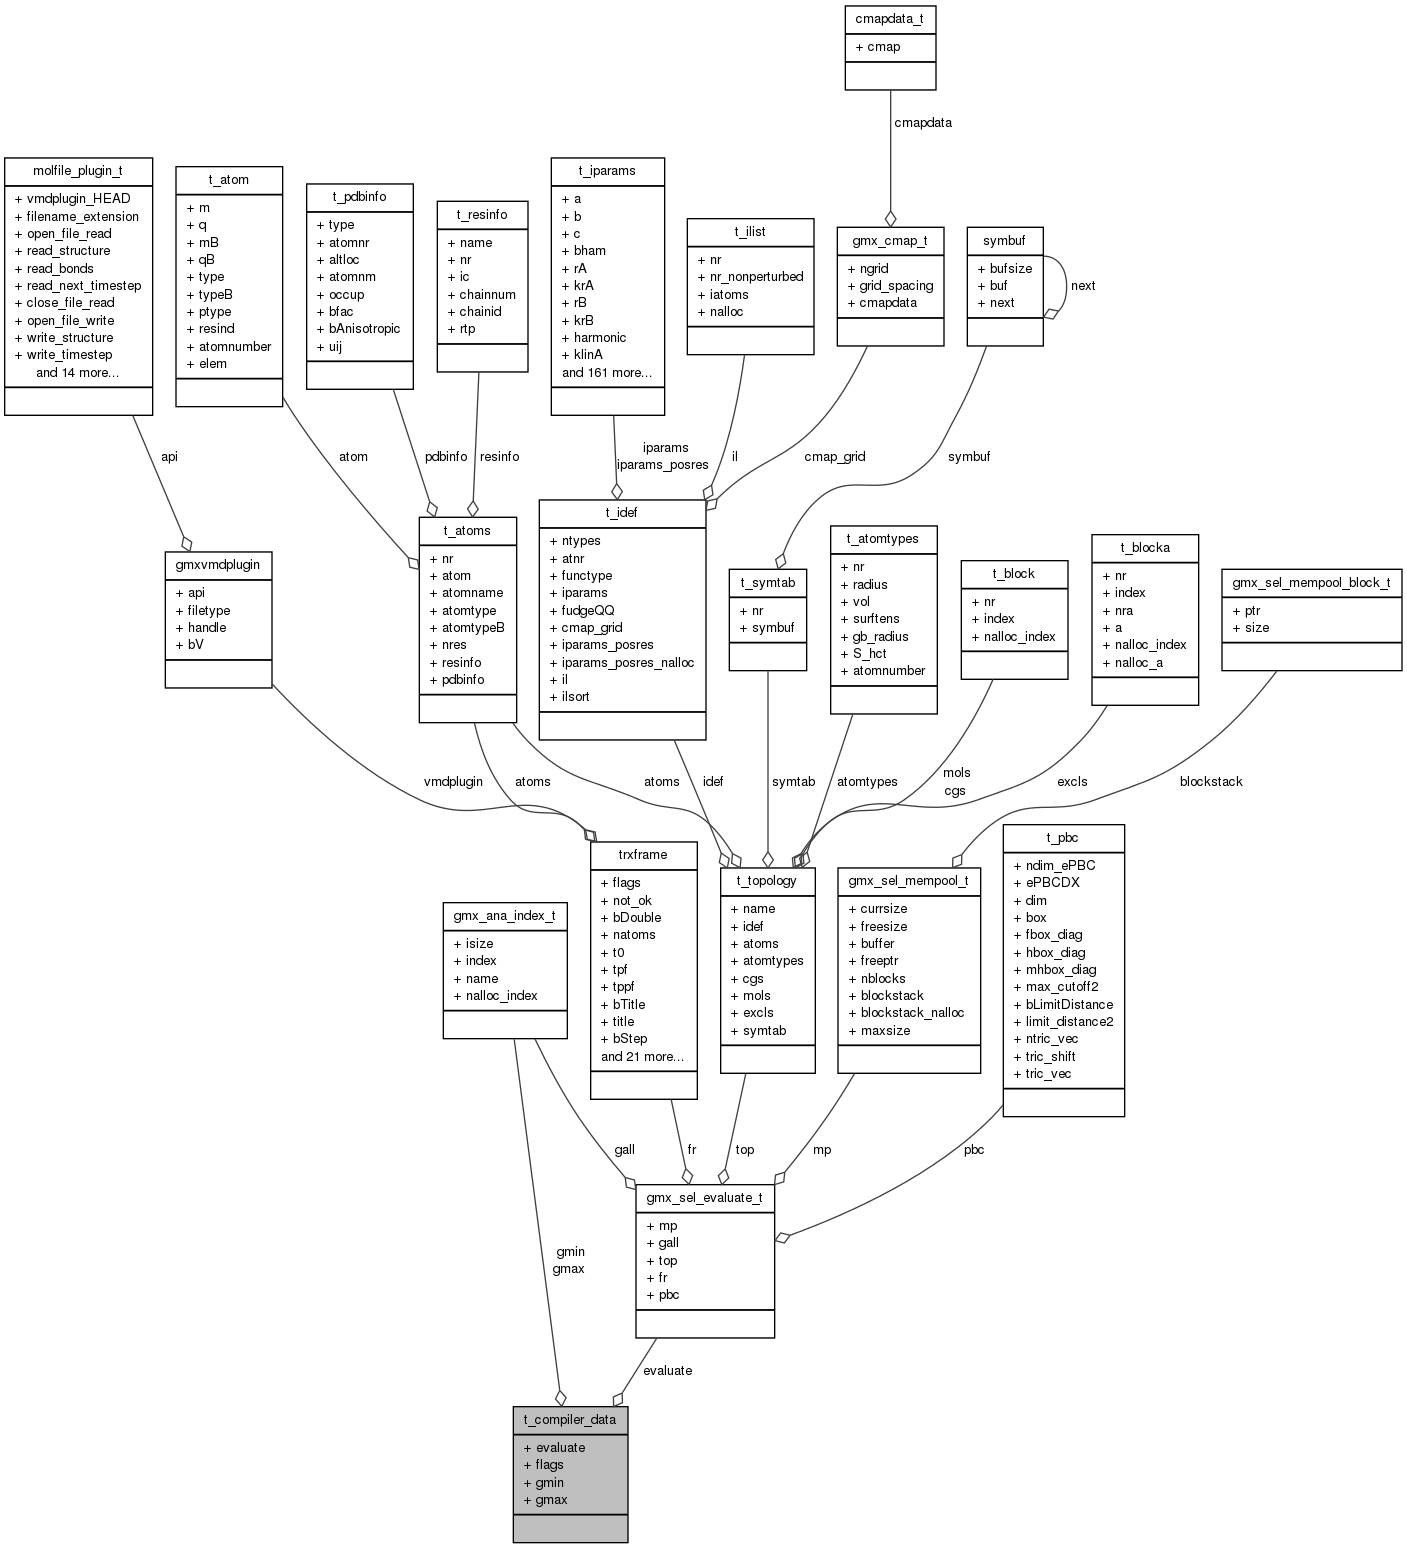 cmapdata_t
+ cmap
cmapdata
molfile_plugin_t
+ vmdplugin_HEAD
+ filename_extension
+ open_file_read
+ read_structure
+ read_bonds
+ read_next_timestep
+ close_file_read
+ open_file_write
+ write_structure
+ write_timestep
and 14 more...
t_atom
+ m
+ q
+ mB
+ qB
+ type
+ typeB
+ ptype
+ resind
+ atomnumber
+ elem
t_pdbinfo
+ type
+ atomnr
+ altloc
+ atomnm
+ occup
+ bfac
+ bAnisotropic
+ uij
t_resinfo
+ name
+ nr
+ ic
+ chainnum
+ chainid
+ rtp
t_iparams
+ a
+ b
+ c
+ bham
+ rA
+ krA
+ rB
+ krB
+ harmonic
+ klinA
and 161 more...
t_ilist
+ nr
+ nr_nonperturbed
+ iatoms
+ nalloc
gmx_cmap_t
+ ngrid
+ grid_spacing
+ cmapdata
symbuf
+ bufsize
+ buf
+ next
next
api
atom
pdbinfo
resinfo
iparams
iparams_posres
il
cmap_grid
symbuf
gmxvmdplugin
+ api
+ filetype
+ handle
+ bV
t_atoms
+ nr
+ atom
+ atomname
+ atomtype
+ atomtypeB
+ nres
+ resinfo
+ pdbinfo
t_idef
+ ntypes
+ atnr
+ functype
+ iparams
+ fudgeQQ
+ cmap_grid
+ iparams_posres
+ iparams_posres_nalloc
+ il
+ ilsort
t_symtab
+ nr
+ symbuf
t_atomtypes
+ nr
+ radius
+ vol
+ surftens
+ gb_radius
+ S_hct
+ atomnumber
t_block
+ nr
+ index
+ nalloc_index
t_blocka
+ nr
+ index
+ nra
+ a
+ nalloc_index
+ nalloc_a
gmx_sel_mempool_block_t
+ ptr
+ size
vmdplugin
atoms
atoms
idef
symtab
atomtypes
mols
cgs
excls
blockstack
gmx_ana_index_t
+ isize
+ index
+ name
+ nalloc_index
trxframe
+ flags
+ not_ok
+ bDouble
+ natoms
+ t0
+ tpf
+ tppf
+ bTitle
+ title
+ bStep
and 21 more...
t_topology
+ name
+ idef
+ atoms
+ atomtypes
+ cgs
+ mols
+ excls
+ symtab
gmx_sel_mempool_t
+ currsize
+ freesize
+ buffer
+ freeptr
+ nblocks
+ blockstack
+ blockstack_nalloc
+ maxsize
t_pbc
+ ndim_ePBC
+ ePBCDX
+ dim
+ box
+ fbox_diag
+ hbox_diag
+ mhbox_diag
+ max_cutoff2
+ bLimitDistance
+ limit_distance2
+ ntric_vec
+ tric_shift
+ tric_vec
gall
fr
top
mp
pbc
gmx_sel_evaluate_t
+ mp
+ gall
+ top
+ fr
+ pbc
gmin
gmax
evaluate
t_compiler_data
+ evaluate
+ flags
+ gmin
+ gmax